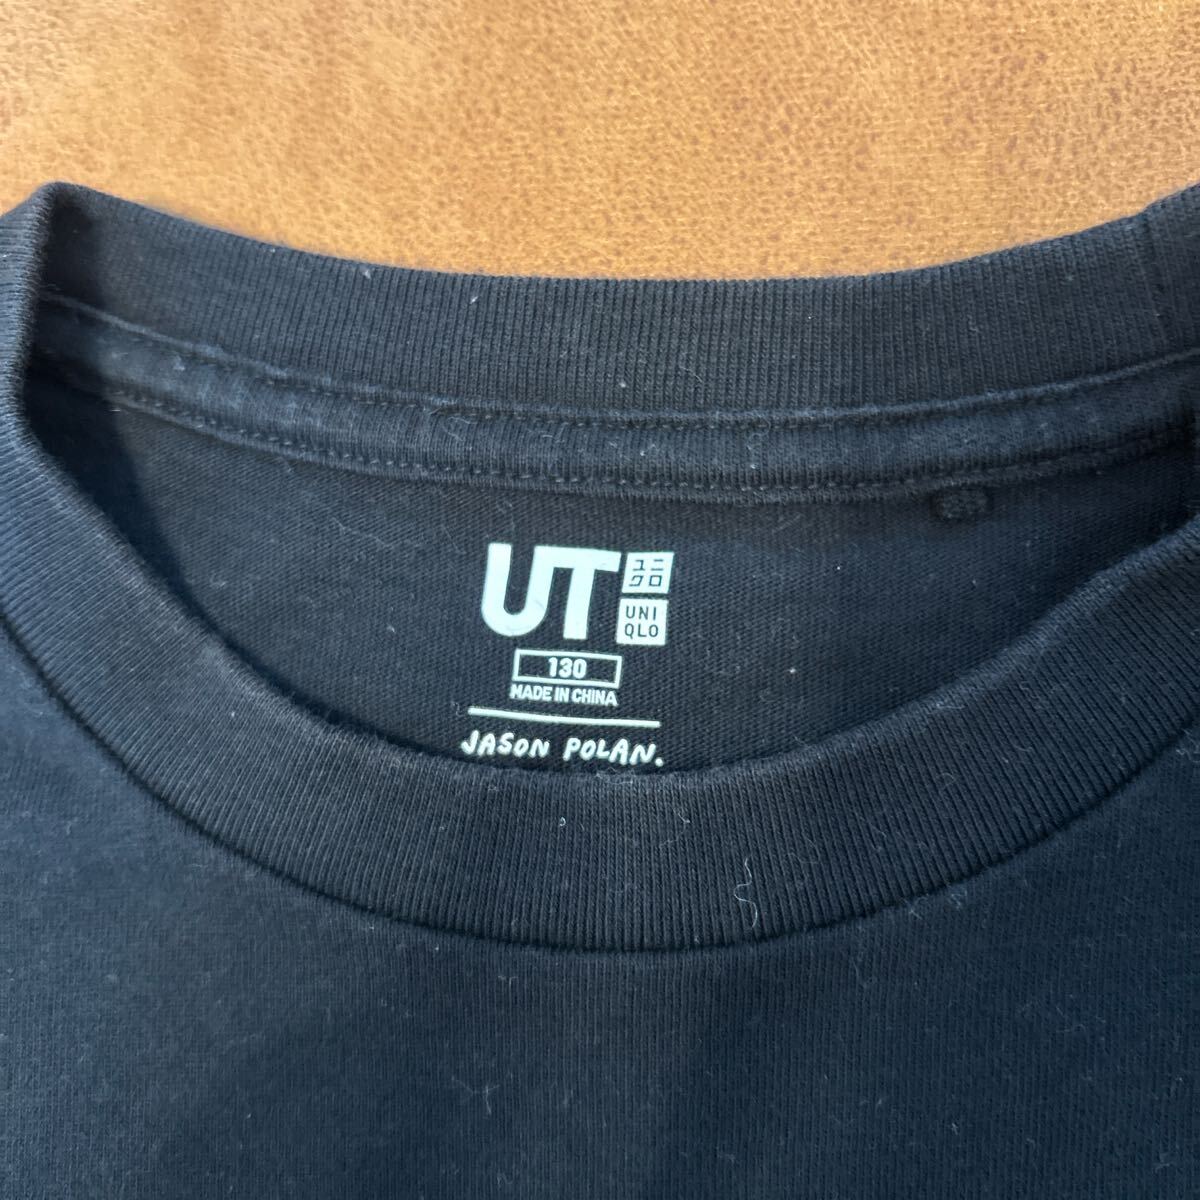 UT
ユニ
クロ
UNI
QLO
130
MADE IN CHINA
JASON POLAN.